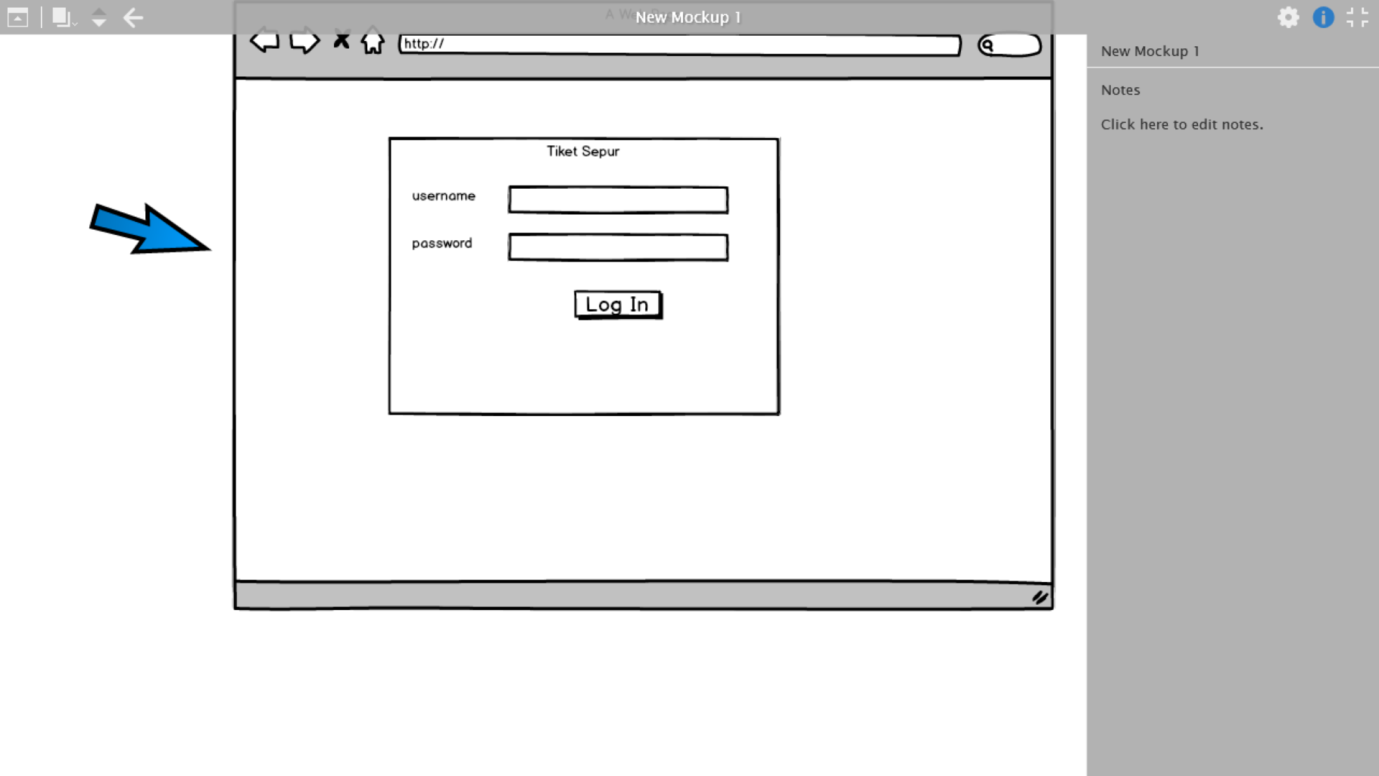 New Mockup 1
http://
Tiket Sepur
username
password
Log In
New Mockup 1
Notes
Click here to edit notes.